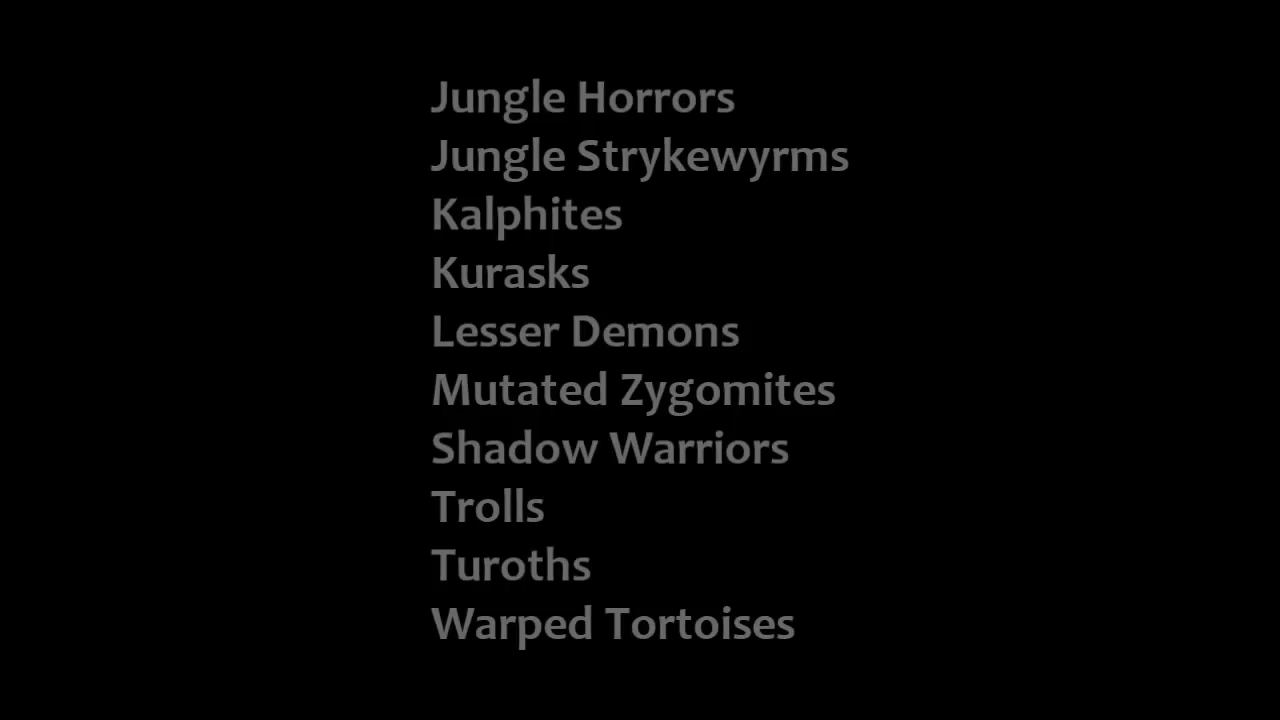 Jungle Horrors
Jungle Strykewyrms
Kalphites
Kurasks
Lesser Demons
Mutated Zygomites
Shadow Warriors
Trolls
Turoths
Warped Tortoises